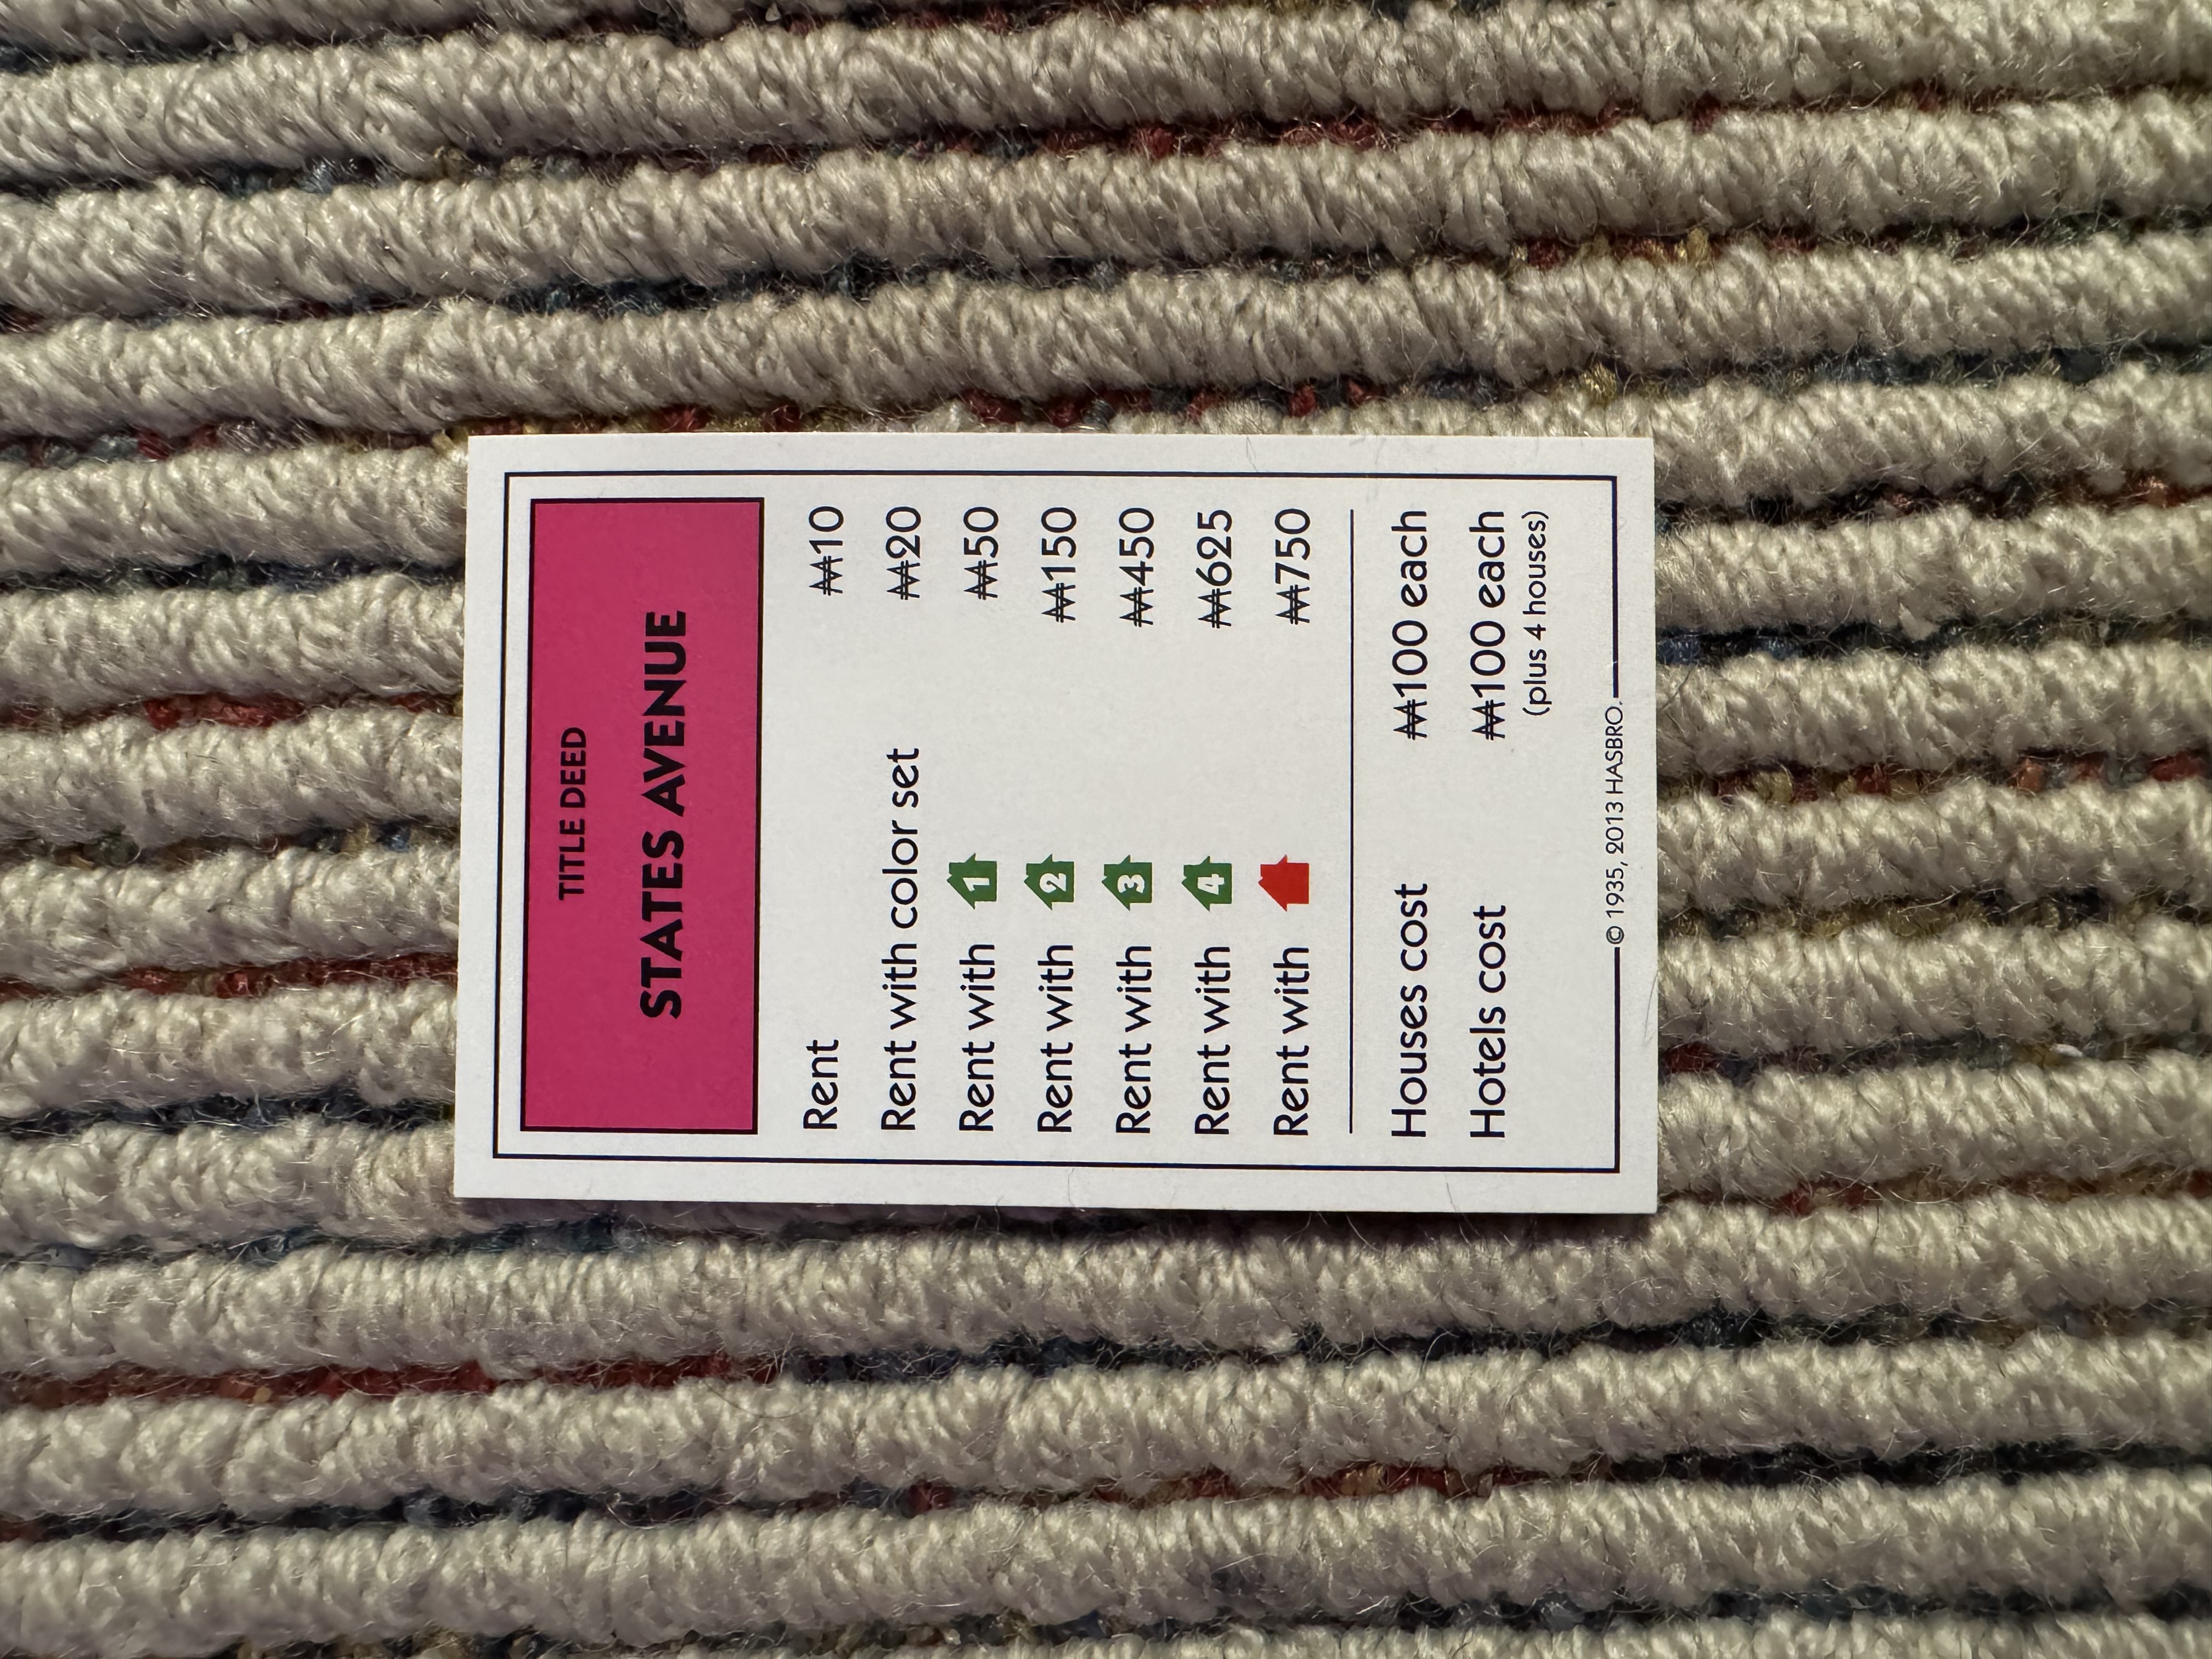 TITLE DEED
STATES AVENUE
Rent ₩10
Rent with color set ₩20
Rent with 1 ₩50
Rent with 2 ₩150
Rent with 3 ₩450
Rent with 4 ₩625
Rent with ₩750
Houses cost ₩100 each
Hotels cost ₩100 each
(plus 4 houses)
© 1935, 2013 HASBRO.